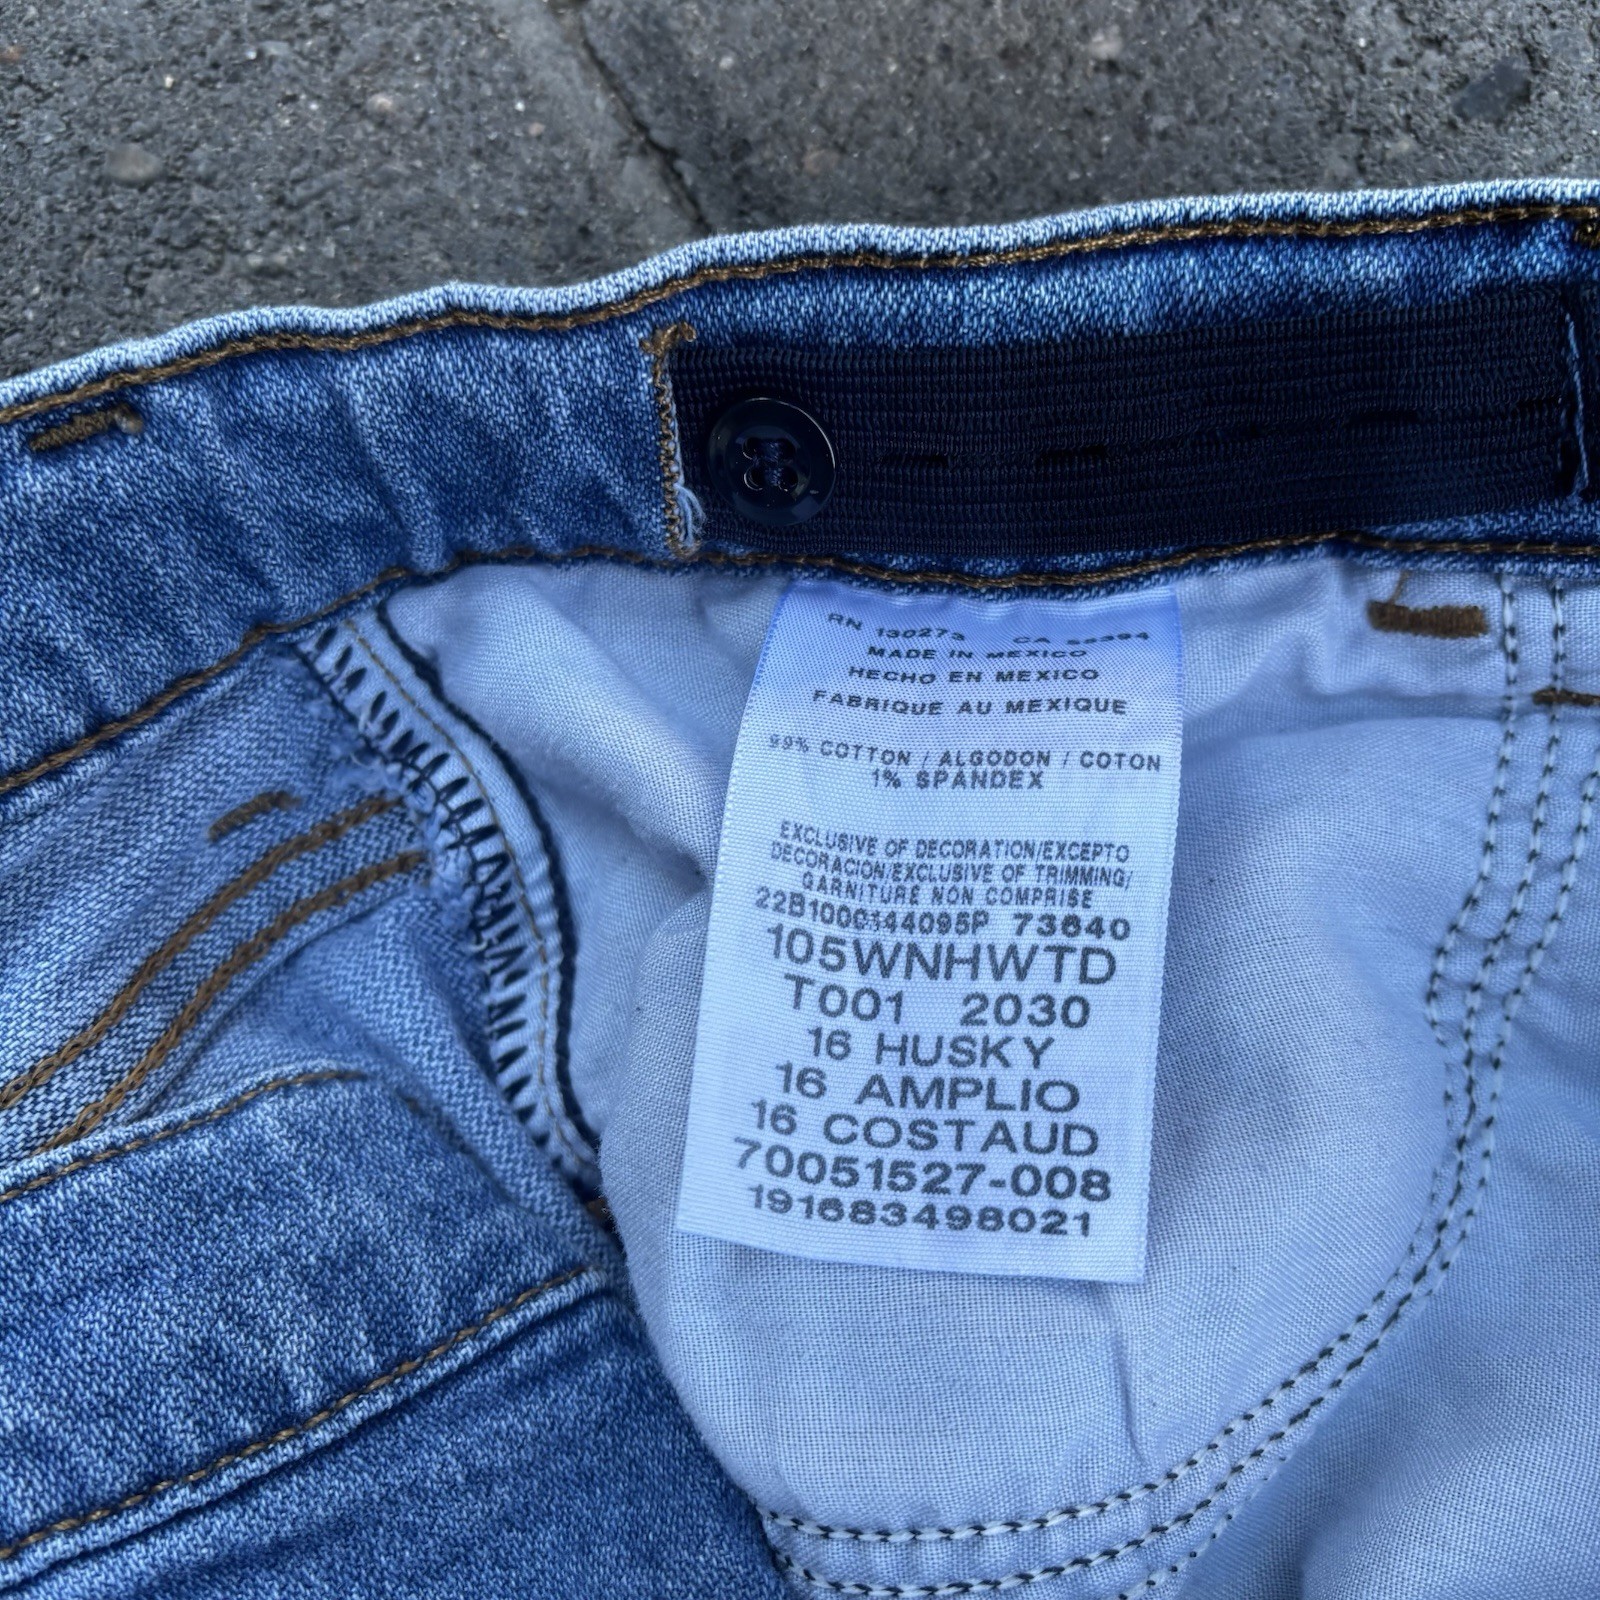 RN 130273 CA 55394
MADE IN MEXICO
HECHO EN MEXICO
FABRIQUE AU MEXIQUE
99% COTTON / ALGODON / COTON
1% SPANDEX
EXCLUSIVE OF DECORATION/EXCEPTO
DECORACION/EXCLUSIVE OF TRIMMING/
GARNITURE NON COMPRISE
22B1000144095P 73640
105WNHWTD
T001 2030
16 HUSKY
16 AMPLIO
16 COSTAUD
70051527-008
191683498021